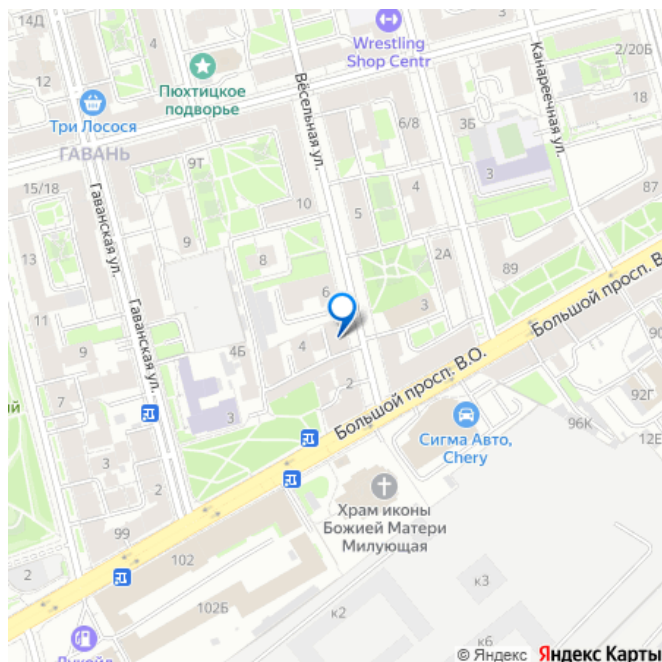 14Д
4
Wrestling
Shop Centr
Пюхтицкое
подворье
12
Три Лосося
ГАВАНЬ
Вёсельная ул.
Канареечная ул.
2/20Б
18
6/8
3Б
3
9Т
15/18
10
5
4
87
Гаванская ул.
13
9
8
2А
89
6
3
Большой просп. В
11
Гаванская ул.
9
4Б
4
2
Большой просп. В.О.
92Г
7
ий
3
3
Сигма Авто,
Chery
96К
12Е
2
99
Храм иконы
Божией Матери
Милующая
102
2
102Б
к3
к2
к6
Лукойл
© Яндекс Яндекс Карты